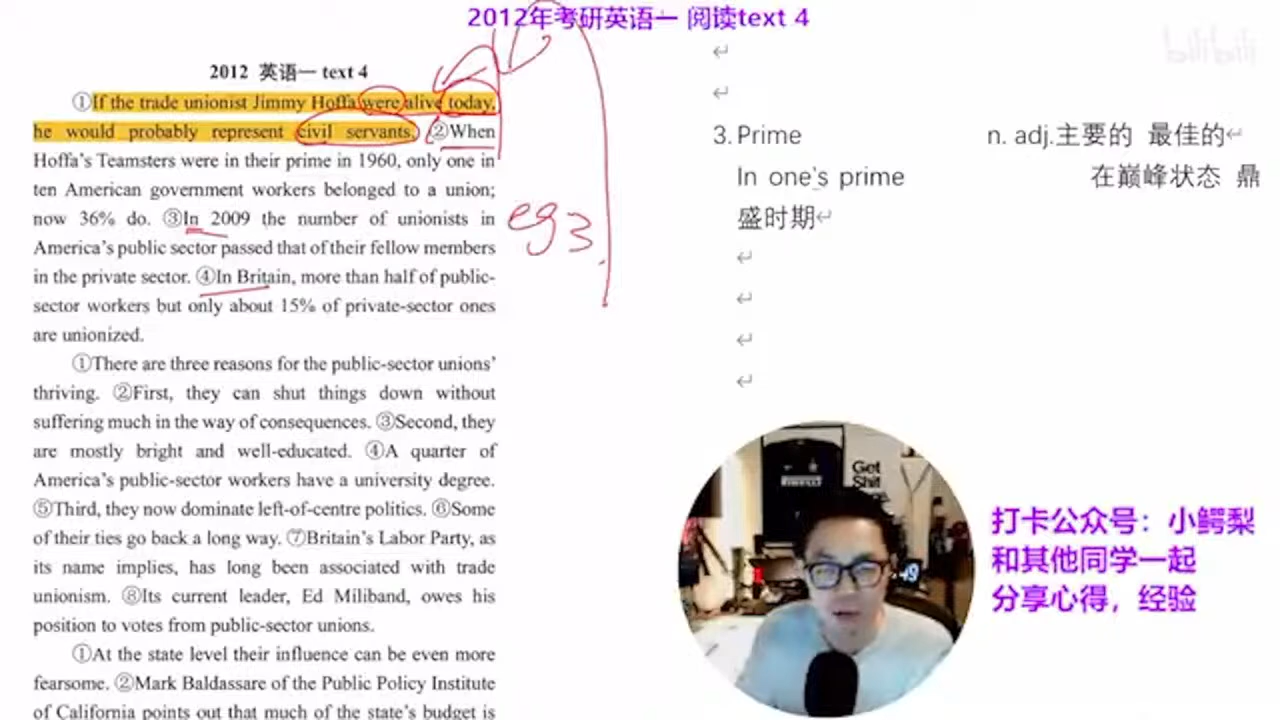 2012年考研英语一 阅读text 4
bilibili
2012 英语一 text 4
①If the trade unionist Jimmy Hoffa were alive today,
he would probably represent civil servants. ②When
Hoffa's Teamsters were in their prime in 1960, only one in
ten American government workers belonged to a union;
now 36% do. ③In 2009 the number of unionists in
America's public sector passed that of their fellow members
in the private sector. ④In Britain, more than half of public-
sector workers but only about 15% of private-sector ones
are unionized.
①There are three reasons for the public-sector unions'
thriving. ②First, they can shut things down without
suffering much in the way of consequences. ③Second, they
are mostly bright and well-educated. ④A quarter of
America's public-sector workers have a university degree.
⑤Third, they now dominate left-of-centre politics. ⑥Some
of their ties go back a long way. ⑦Britain's Labor Party, as
its name implies, has long been associated with trade
unionism. ⑧Its current leader, Ed Miliband, owes his
position to votes from public-sector unions.
①At the state level their influence can be even more
fearsome. ②Mark Baldassare of the Public Policy Institute
of California points out that much of the state's budget is
eg3.
3. Prime n. adj.主要的 最佳的
In one's prime 在巅峰状态 鼎
盛时期
PIRELLI
Get
Shit
49
打卡公众号：小鳄梨
和其他同学一起
分享心得，经验